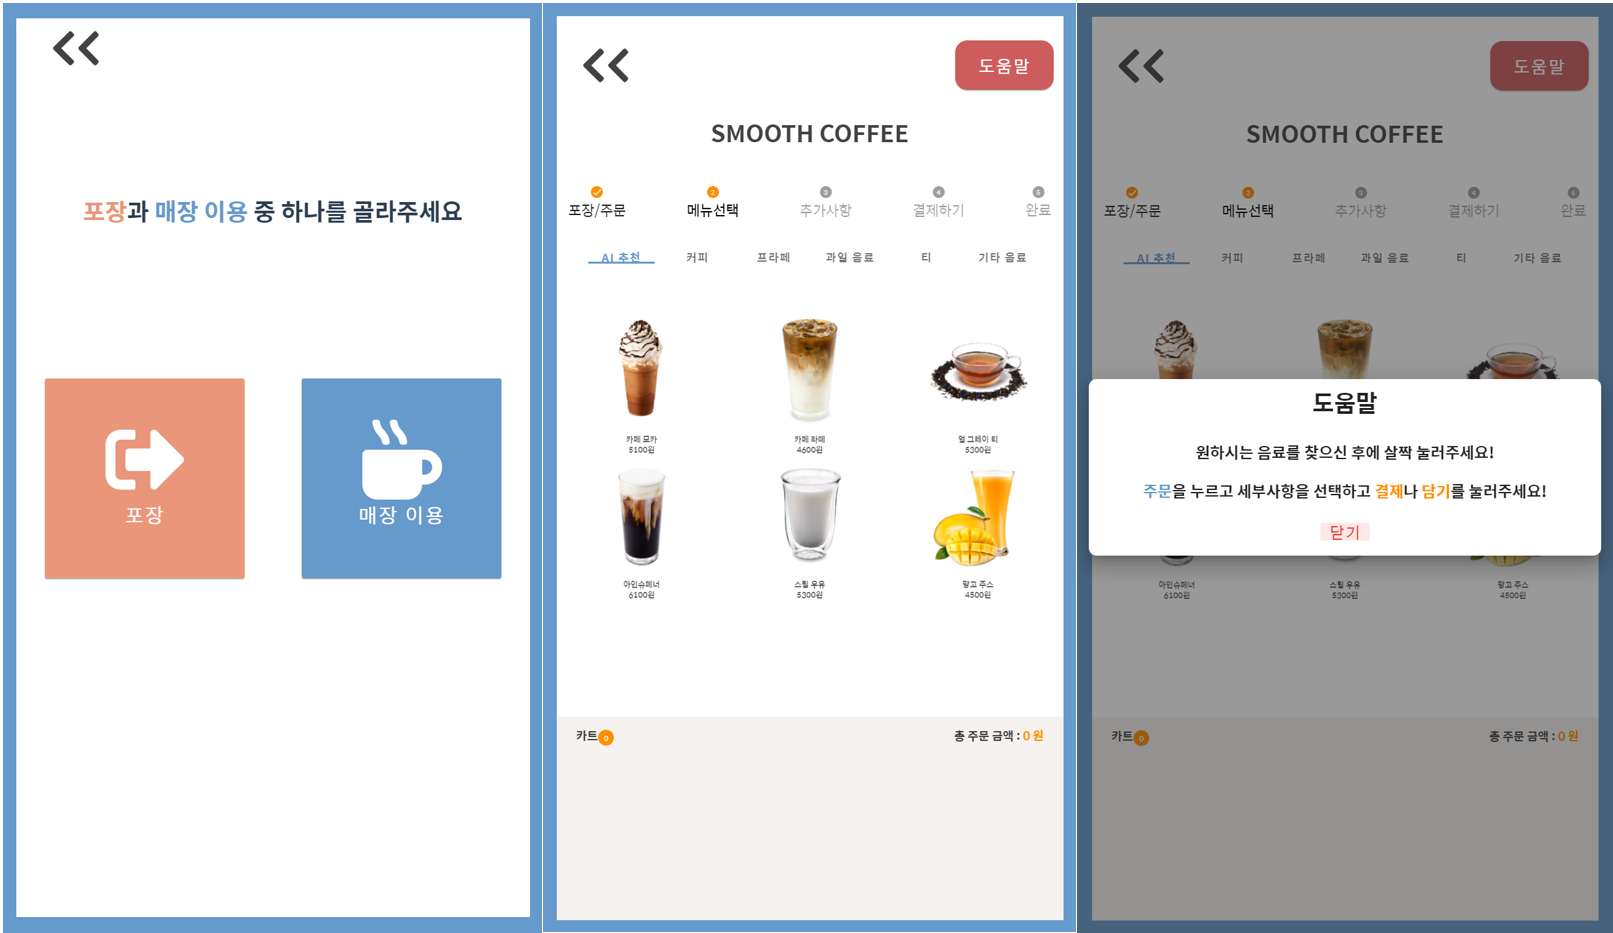 포장과 매장 이용 중 하나를 골라주세요
포장
매장 이용
도움말
SMOOTH COFFEE
2 3 4 5
포장/주문 메뉴선택 추가사항 결제하기 완료
AI 추천 커피 프라페 과일 음료 티 기타 음료
카페 모카 카페 라떼 얼 그레이 티
5100원 4600원 5300원
아인슈페너 스팀 우유 망고 주스
6100원 5300원 4500원
카트 0 총 주문 금액 : 0 원
도움말
SMOOTH COFFEE
2 3 4 5
포장/주문 메뉴선택 추가사항 결제하기 완료
AI 추천 커피 프라페 과일 음료 티 기타 음료
도움말
원하시는 음료를 찾으신 후에 살짝 눌러주세요!
주문을 누르고 세부사항을 선택하고 결제나 담기를 눌러주세요!
닫기
아인슈페너 스팀 우유 망고 주스
6100원 5300원 4500원
카트 0 총 주문 금액 : 0 원